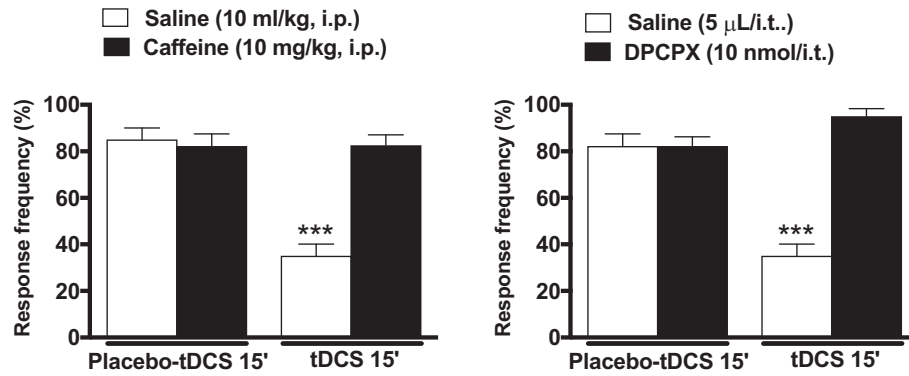 Saline (10 ml/kg, i.p.)
Caffeine (10 mg/kg, i.p.)
Response frequency (%)
100
80
60
40
20
0
***
Placebo-tDCS 15'
tDCS 15'
Saline (5 μL/i.t..)
DPCPX (10 nmol/i.t.)
Response frequency (%)
100
80
60
40
20
0
***
Placebo-tDCS 15'
tDCS 15'